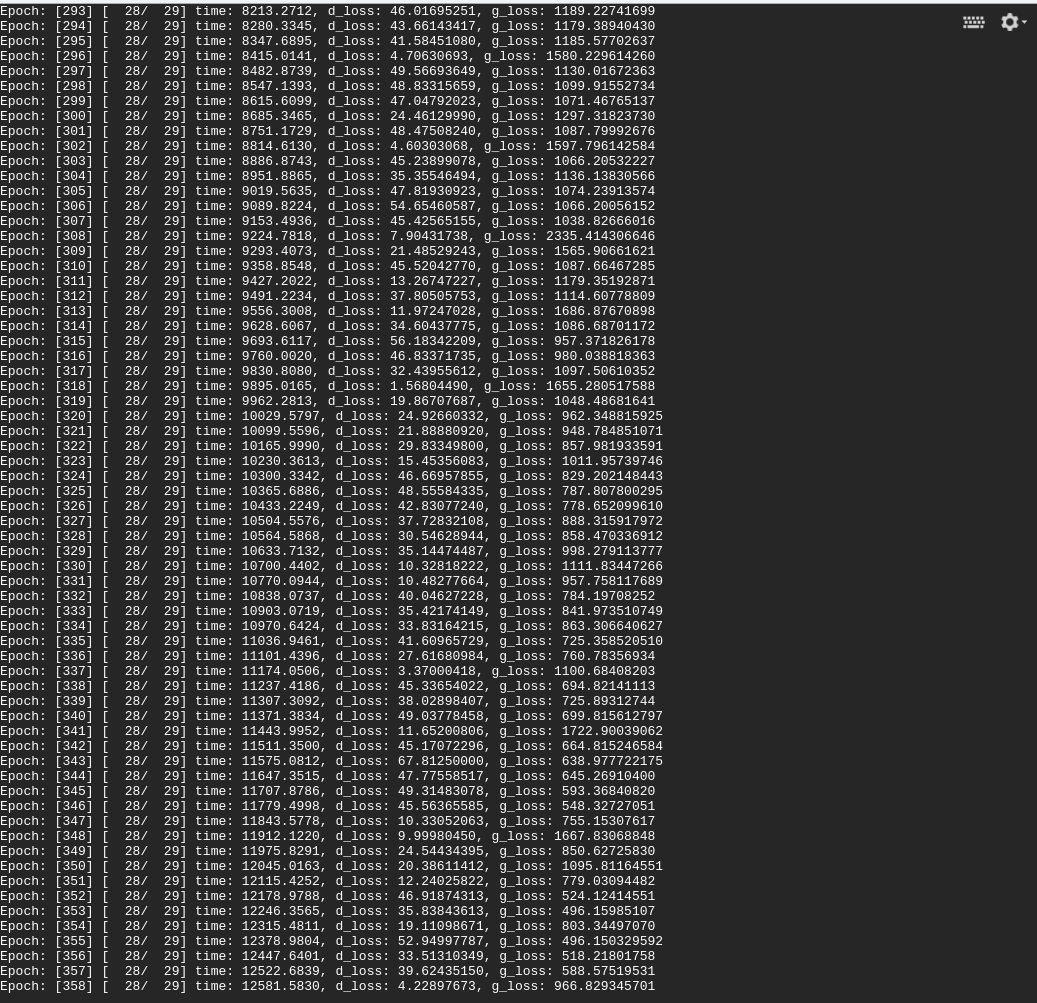 Epoch: [293] [  28/  29] time: 8213.2712, d_loss: 46.01695251, g_loss: 1189.22741699
Epoch: [294] [  28/  29] time: 8280.3345, d_loss: 43.66143417, g_loss: 1179.38940430
Epoch: [295] [  28/  29] time: 8347.6895, d_loss: 41.58451080, g_loss: 1185.57702637
Epoch: [296] [  28/  29] time: 8415.0141, d_loss: 4.70630693, g_loss: 1580.229614260
Epoch: [297] [  28/  29] time: 8482.8739, d_loss: 49.56693649, g_loss: 1130.01672363
Epoch: [298] [  28/  29] time: 8547.1393, d_loss: 48.83315659, g_loss: 1099.91552734
Epoch: [299] [  28/  29] time: 8615.6099, d_loss: 47.04792023, g_loss: 1071.46765137
Epoch: [300] [  28/  29] time: 8685.3465, d_loss: 24.46129990, g_loss: 1297.31823730
Epoch: [301] [  28/  29] time: 8751.1729, d_loss: 48.47508240, g_loss: 1087.79992676
Epoch: [302] [  28/  29] time: 8814.6130, d_loss: 4.60303068, g_loss: 1597.796142584
Epoch: [303] [  28/  29] time: 8886.8743, d_loss: 45.23899078, g_loss: 1066.20532227
Epoch: [304] [  28/  29] time: 8951.8865, d_loss: 35.35546494, g_loss: 1136.13830566
Epoch: [305] [  28/  29] time: 9019.5635, d_loss: 47.81930923, g_loss: 1074.23913574
Epoch: [306] [  28/  29] time: 9089.8224, d_loss: 54.65460587, g_loss: 1066.20056152
Epoch: [307] [  28/  29] time: 9153.4936, d_loss: 45.42565155, g_loss: 1038.82666016
Epoch: [308] [  28/  29] time: 9224.7818, d_loss: 7.90431738, g_loss: 2335.414306646
Epoch: [309] [  28/  29] time: 9293.4073, d_loss: 21.48529243, g_loss: 1565.90661621
Epoch: [310] [  28/  29] time: 9358.8548, d_loss: 45.52042770, g_loss: 1087.66467285
Epoch: [311] [  28/  29] time: 9427.2022, d_loss: 13.26747227, g_loss: 1179.35192871
Epoch: [312] [  28/  29] time: 9491.2234, d_loss: 37.80505753, g_loss: 1114.60778809
Epoch: [313] [  28/  29] time: 9556.3008, d_loss: 11.97247028, g_loss: 1686.87670898
Epoch: [314] [  28/  29] time: 9628.6067, d_loss: 34.60437775, g_loss: 1086.68701172
Epoch: [315] [  28/  29] time: 9693.6117, d_loss: 56.18342209, g_loss: 957.371826178
Epoch: [316] [  28/  29] time: 9760.0020, d_loss: 46.83371735, g_loss: 980.038818363
Epoch: [317] [  28/  29] time: 9830.8080, d_loss: 32.43955612, g_loss: 1097.50610352
Epoch: [318] [  28/  29] time: 9895.0165, d_loss: 1.56804490, g_loss: 1655.280517588
Epoch: [319] [  28/  29] time: 9962.2813, d_loss: 19.86707687, g_loss: 1048.48681641
Epoch: [320] [  28/  29] time: 10029.5797, d_loss: 24.92660332, g_loss: 962.348815925
Epoch: [321] [  28/  29] time: 10099.5596, d_loss: 21.88880920, g_loss: 948.784851071
Epoch: [322] [  28/  29] time: 10165.9990, d_loss: 29.83349800, g_loss: 857.981933591
Epoch: [323] [  28/  29] time: 10230.3613, d_loss: 15.45356083, g_loss: 1011.95739746
Epoch: [324] [  28/  29] time: 10300.3342, d_loss: 46.66957855, g_loss: 829.202148443
Epoch: [325] [  28/  29] time: 10365.6886, d_loss: 48.55584335, g_loss: 787.807800295
Epoch: [326] [  28/  29] time: 10433.2249, d_loss: 42.83077240, g_loss: 778.652099610
Epoch: [327] [  28/  29] time: 10504.5576, d_loss: 37.72832108, g_loss: 888.315917972
Epoch: [328] [  28/  29] time: 10564.5868, d_loss: 30.54628944, g_loss: 858.470336912
Epoch: [329] [  28/  29] time: 10633.7132, d_loss: 35.14474487, g_loss: 998.279113777
Epoch: [330] [  28/  29] time: 10700.4402, d_loss: 10.32818222, g_loss: 1111.83447266
Epoch: [331] [  28/  29] time: 10770.0944, d_loss: 10.48277664, g_loss: 957.758117689
Epoch: [332] [  28/  29] time: 10838.0737, d_loss: 40.04627228, g_loss: 784.19708252
Epoch: [333] [  28/  29] time: 10903.0719, d_loss: 35.42174149, g_loss: 841.973510749
Epoch: [334] [  28/  29] time: 10970.6424, d_loss: 33.83164215, g_loss: 863.306640627
Epoch: [335] [  28/  29] time: 11036.9461, d_loss: 41.60965729, g_loss: 725.358520510
Epoch: [336] [  28/  29] time: 11101.4396, d_loss: 27.61680984, g_loss: 760.78356934
Epoch: [337] [  28/  29] time: 11174.0506, d_loss: 3.37000418, g_loss: 1100.68408203
Epoch: [338] [  28/  29] time: 11237.4186, d_loss: 45.33654022, g_loss: 694.82141113
Epoch: [339] [  28/  29] time: 11307.3092, d_loss: 38.02898407, g_loss: 725.89312744
Epoch: [340] [  28/  29] time: 11371.3834, d_loss: 49.03778458, g_loss: 699.815612797
Epoch: [341] [  28/  29] time: 11443.9952, d_loss: 11.65200806, g_loss: 1722.90039062
Epoch: [342] [  28/  29] time: 11511.3500, d_loss: 45.17072296, g_loss: 664.815246584
Epoch: [343] [  28/  29] time: 11575.0812, d_loss: 67.81250000, g_loss: 638.977722175
Epoch: [344] [  28/  29] time: 11647.3515, d_loss: 47.77558517, g_loss: 645.26910400
Epoch: [345] [  28/  29] time: 11707.8786, d_loss: 49.31483078, g_loss: 593.36840820
Epoch: [346] [  28/  29] time: 11779.4998, d_loss: 45.56365585, g_loss: 548.32727051
Epoch: [347] [  28/  29] time: 11843.5778, d_loss: 10.33052063, g_loss: 755.15307617
Epoch: [348] [  28/  29] time: 11912.1220, d_loss: 9.99980450, g_loss: 1667.83068848
Epoch: [349] [  28/  29] time: 11975.8291, d_loss: 24.54434395, g_loss: 850.62725830
Epoch: [350] [  28/  29] time: 12045.0163, d_loss: 20.38611412, g_loss: 1095.81164551
Epoch: [351] [  28/  29] time: 12115.4252, d_loss: 12.24025822, g_loss: 779.03094482
Epoch: [352] [  28/  29] time: 12178.9788, d_loss: 46.91874313, g_loss: 524.12414551
Epoch: [353] [  28/  29] time: 12246.3565, d_loss: 35.83843613, g_loss: 496.15985107
Epoch: [354] [  28/  29] time: 12315.4811, d_loss: 19.11098671, g_loss: 803.34497070
Epoch: [355] [  28/  29] time: 12378.9804, d_loss: 52.94997787, g_loss: 496.150329592
Epoch: [356] [  28/  29] time: 12447.6401, d_loss: 33.51310349, g_loss: 518.21801758
Epoch: [357] [  28/  29] time: 12522.6839, d_loss: 39.62435150, g_loss: 588.57519531
Epoch: [358] [  28/  29] time: 12581.5830, d_loss: 4.22897673, g_loss: 966.829345701